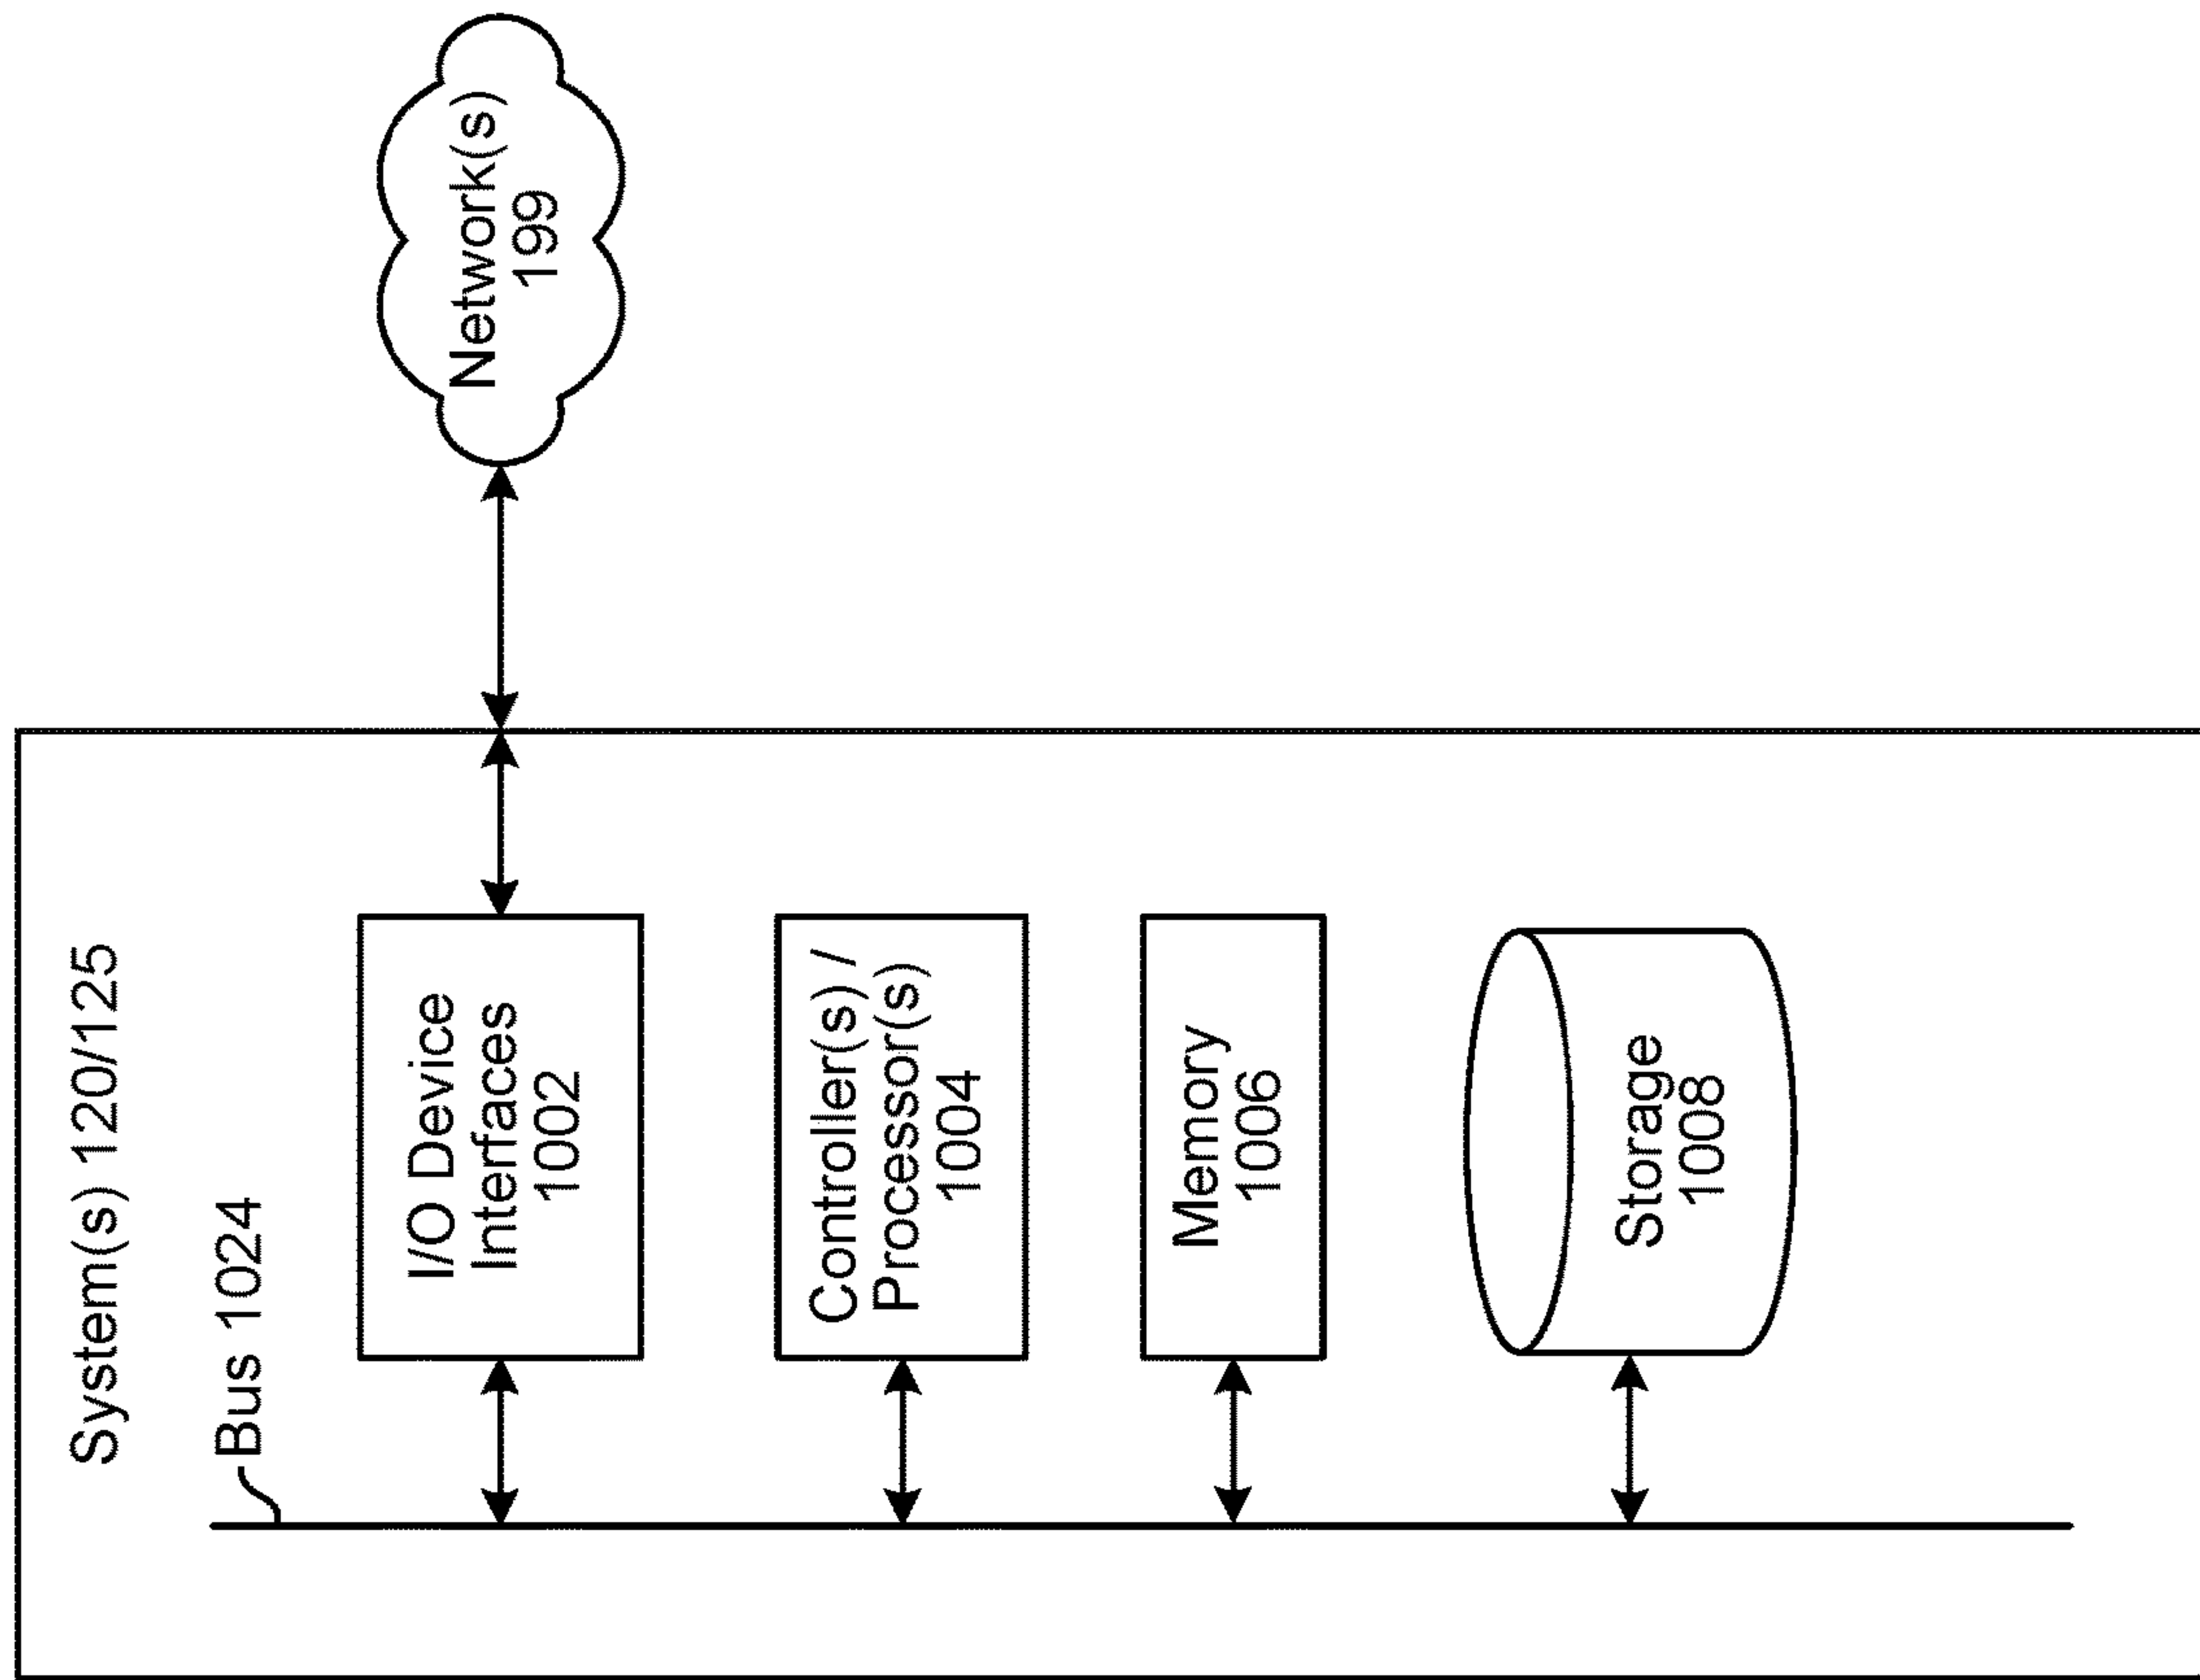 System(s) 120/125
Bus 1024
I/O Device
Interfaces
1002
Network(s)
199
Controller(s) /
Processor(s)
1004
Memory
1006
Storage
1008